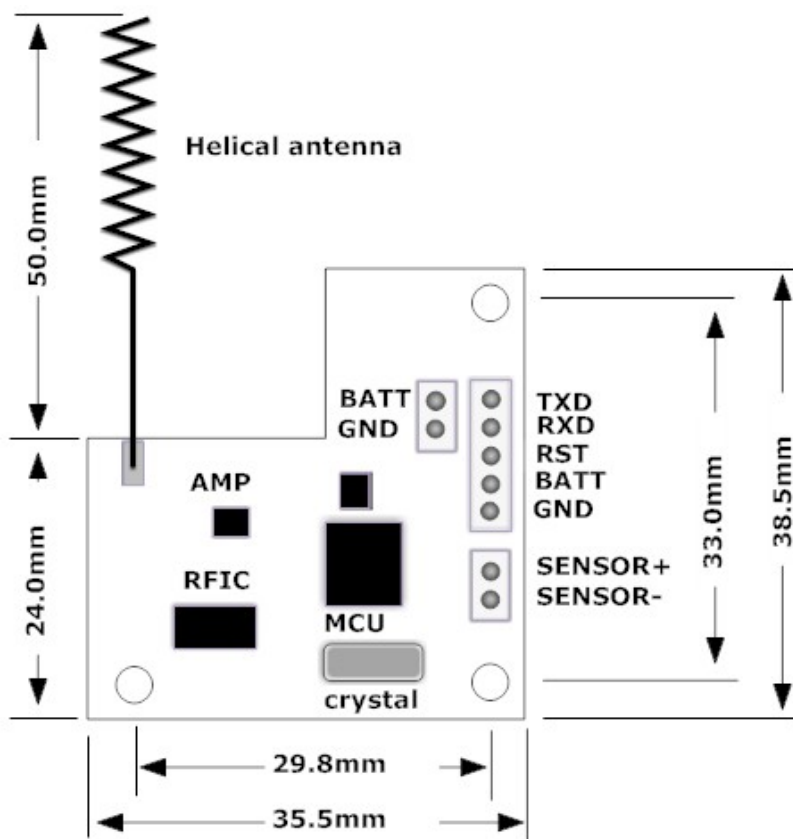 Helical antenna
50.0mm
BATT
GND
TXD
RXD
RST
BATT
GND
AMP
RFIC
MCU
crystal
SENSOR+
SENSOR-
24.0mm
33.0mm
38.5mm
29.8mm
35.5mm